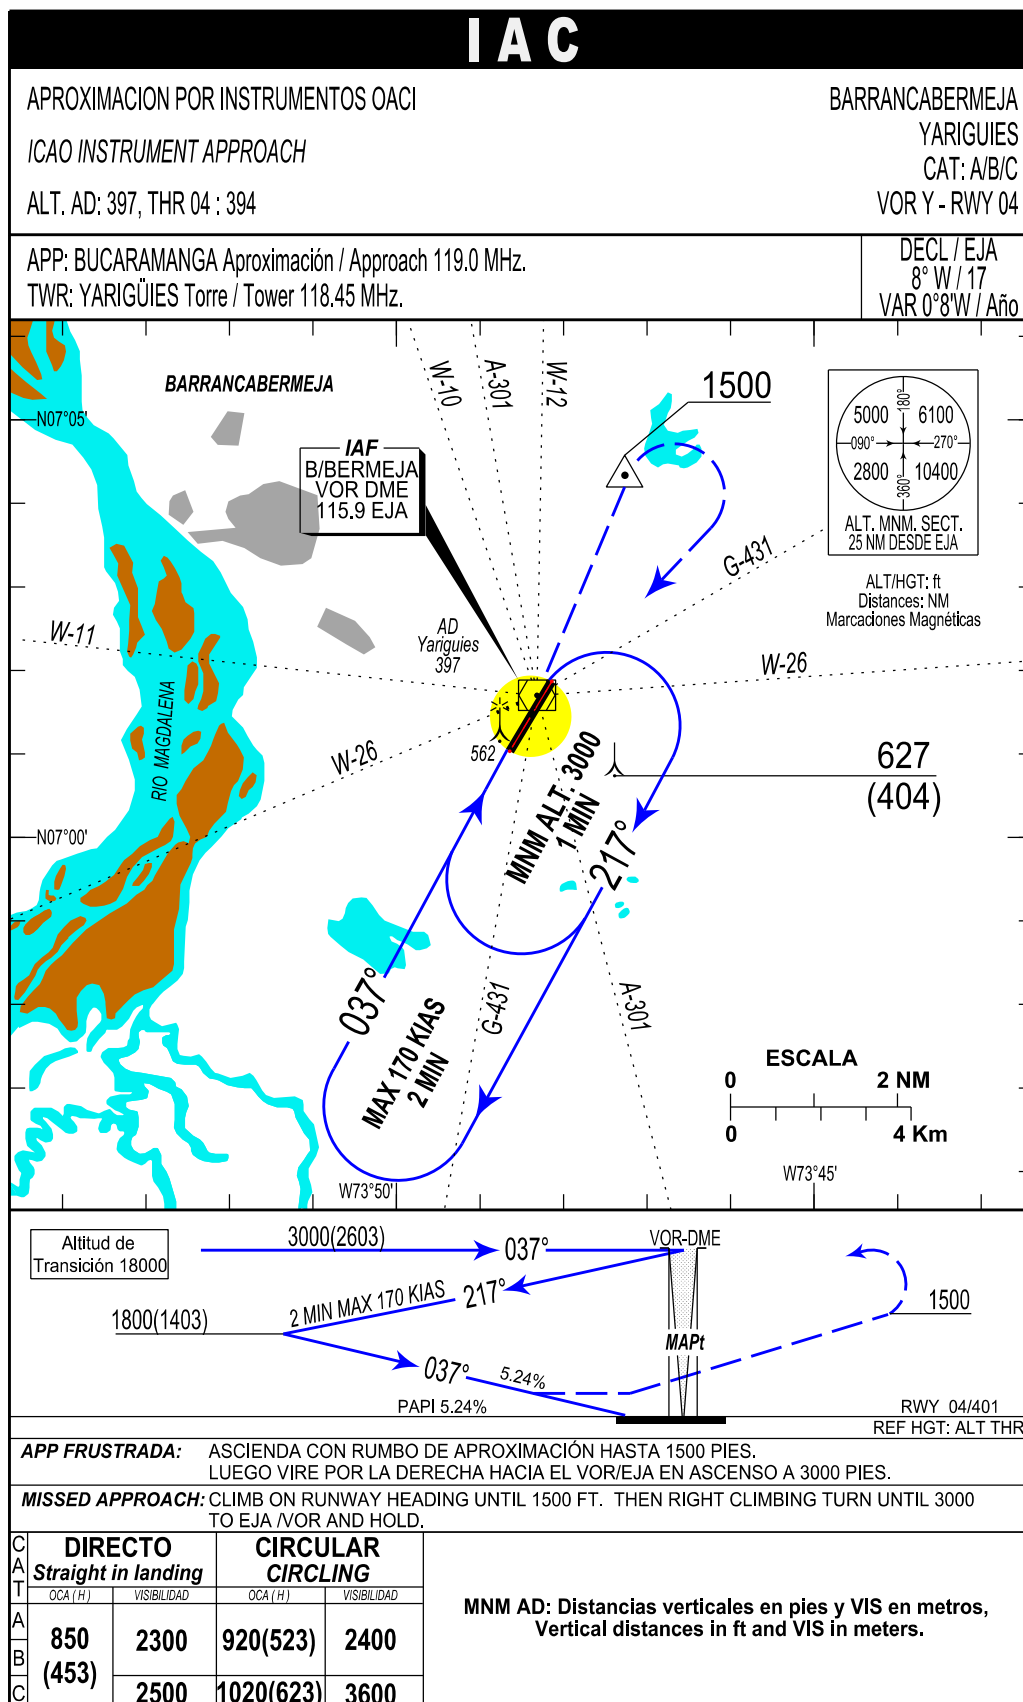 IAC
APROXIMACION POR INSTRUMENTOS OACI
ICAO INSTRUMENT APPROACH
ALT. AD: 397, THR 04 : 394
BARRANCABERMEJA
YARIGUIES
CAT: A/B/C
VOR Y - RWY 04
APP: BUCARAMANGA Aproximación / Approach 119.0 MHz.
TWR: YARIGÜIES Torre / Tower 118.45 MHz.
DECL / EJA
8° W / 17
VAR 0°8'W / Año
BARRANCABERMEJA
N07°05'
W-10
A-301
W-12
1500
IAF
B/BERMEJA
VOR DME
115.9 EJA
5000
6100
180°
090°
270°
2800
10400
360°
ALT. MNM. SECT.
25 NM DESDE EJA
ALT/HGT: ft
Distances: NM
Marcaciones Magnéticas
G-431
W-11
AD
Yariguies
397
W-26
RIO MAGDALENA
W-26
562
627
(404)
MNM ALT. 3000
1 MIN
217°
N07°00'
037°
G-431
A-301
MAX 170 KIAS
2 MIN
ESCALA
0
2 NM
0
4 Km
W73°50'
W73°45'
Altitud de
Transición 18000
3000(2603)
037°
VOR-DME
2 MIN MAX 170 KIAS
217°
1800(1403)
1500
MAPt
037°
5.24%
PAPI 5.24%
RWY 04/401
REF HGT: ALT THR
APP FRUSTRADA: ASCIENDA CON RUMBO DE APROXIMACIÓN HASTA 1500 PIES.
LUEGO VIRE POR LA DERECHA HACIA EL VOR/EJA EN ASCENSO A 3000 PIES.
MISSED APPROACH: CLIMB ON RUNWAY HEADING UNTIL 1500 FT. THEN RIGHT CLIMBING TURN UNTIL 3000
TO EJA /VOR AND HOLD.
CAT
DIRECTO
Straight in landing
CIRCULAR
CIRCLING
OCA ( H )
VISIBILIDAD
OCA ( H )
VISIBILIDAD
A
B
850
(453)
2300
920(523)
2400
C
2500
1020(623)
3600
MNM AD: Distancias verticales en pies y VIS en metros,
Vertical distances in ft and VIS in meters.